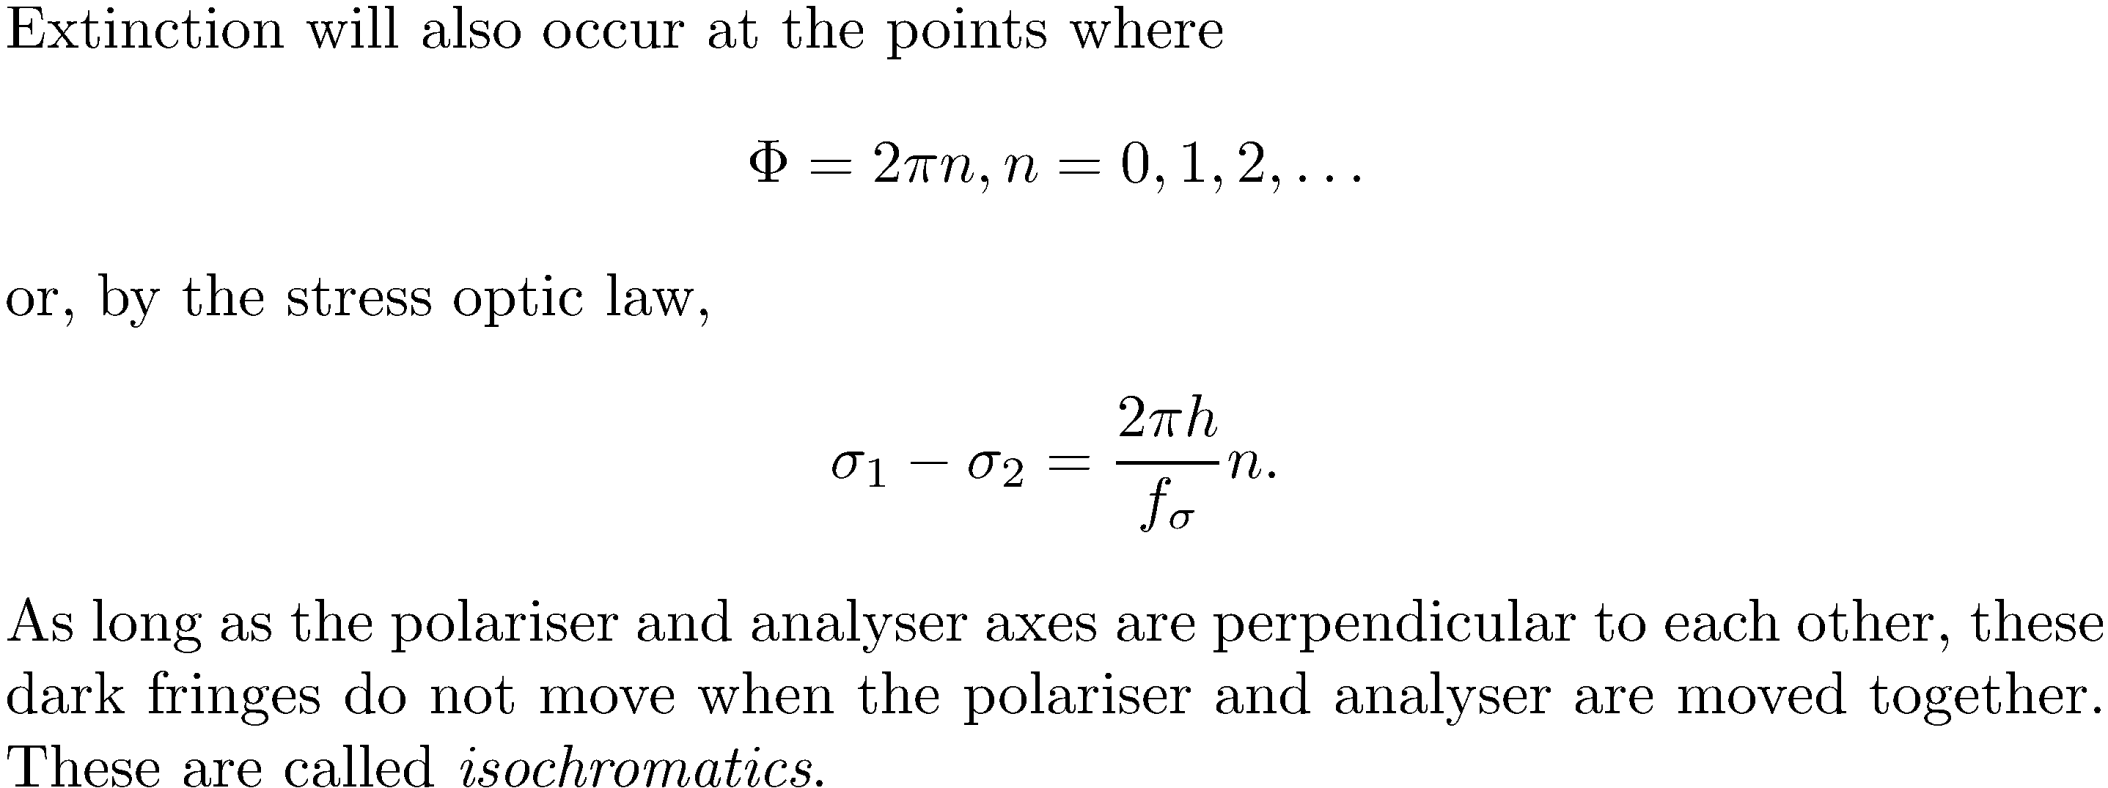 Extinction will also occur at the points where
Φ = 2πn, n = 0, 1, 2, . . .
or, by the stress optic law,
σ₁ − σ₂ = \frac{2πh}{f_σ} n.
As long as the polariser and analyser axes are perpendicular to each other, these
dark fringes do not move when the polariser and analyser are moved together.
These are called isochromatics.